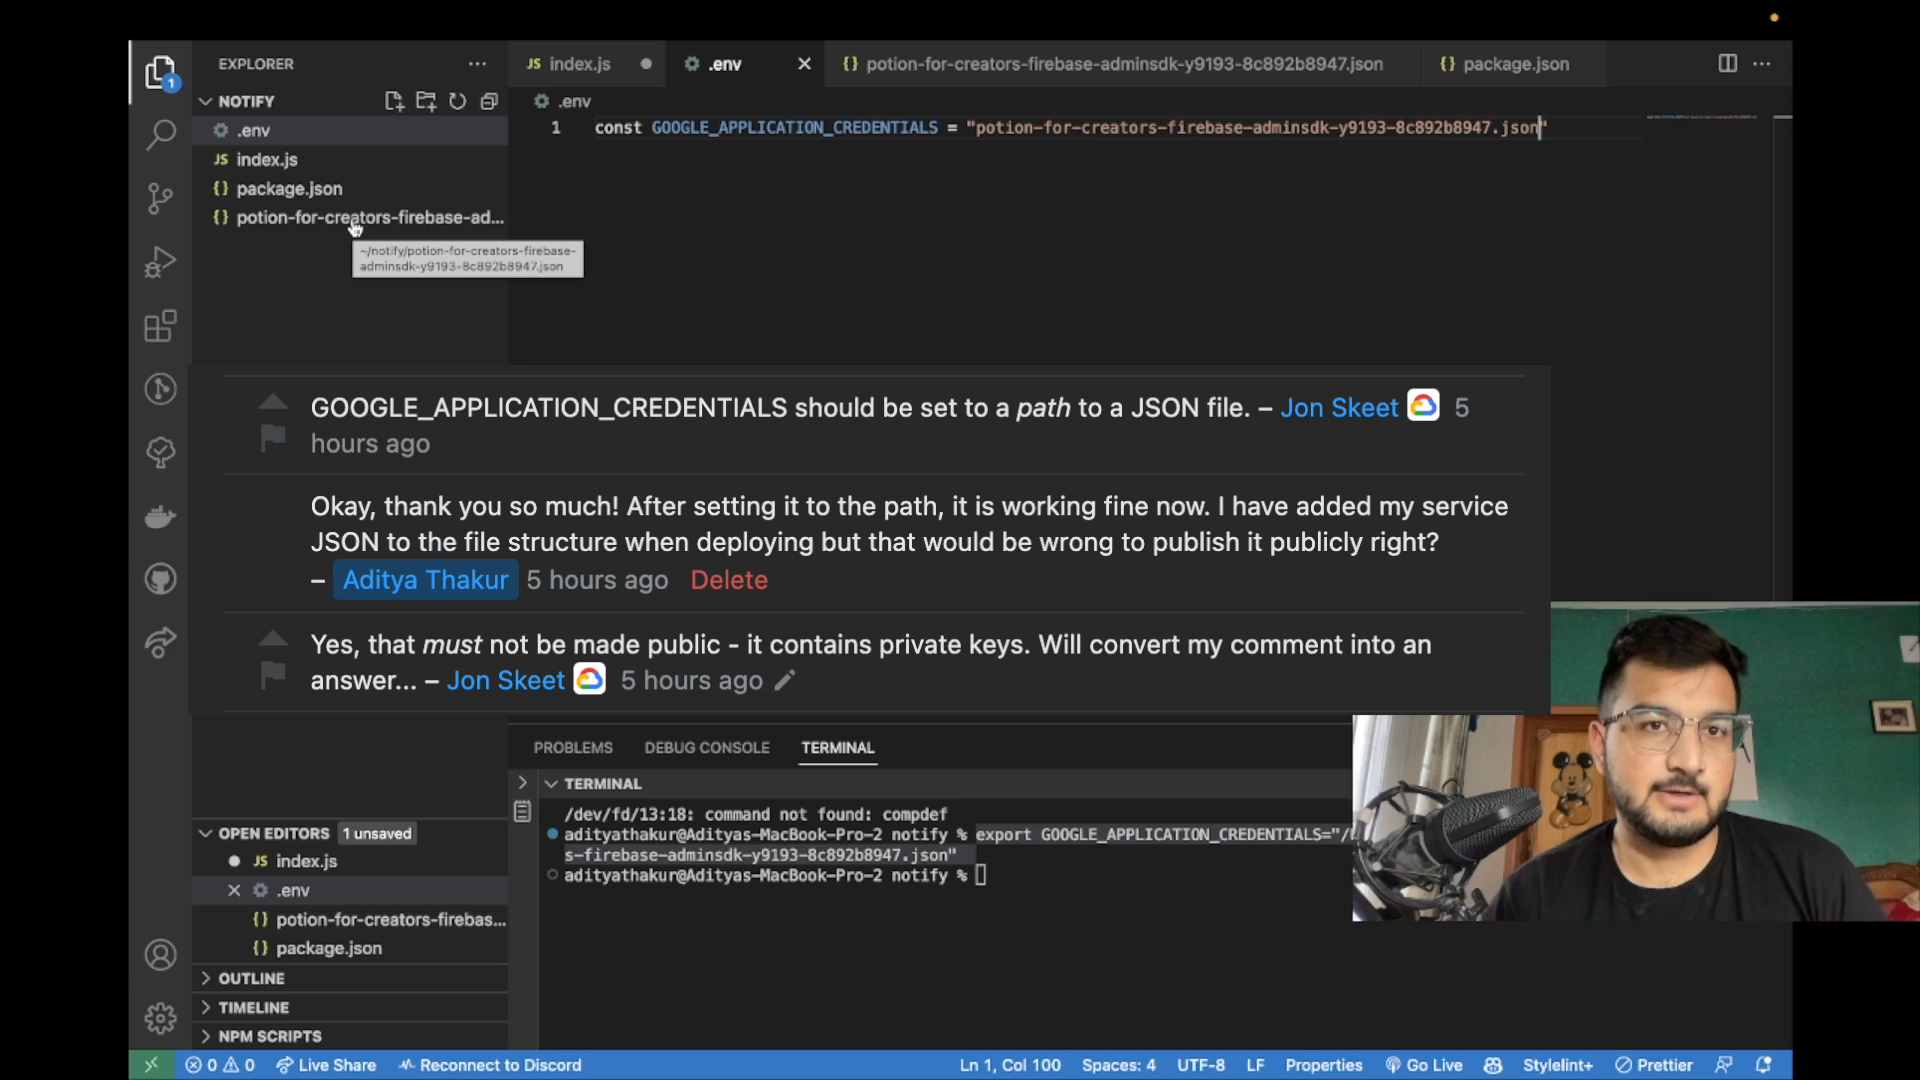 EXPLORER
NOTIFY
.env
JS index.js
{} package.json
{} potion-for-creators-firebase-ad...
~/notify/potion-for-creators-firebase-
adminsdk-y9193-8c892b8947.json
JS index.js
.env
{} potion-for-creators-firebase-adminsdk-y9193-8c892b8947.json
{} package.json
.env
1 const GOOGLE_APPLICATION_CREDENTIALS = "potion-for-creators-firebase-adminsdk-y9193-8c892b8947.json"
1
GOOGLE_APPLICATION_CREDENTIALS should be set to a path to a JSON file. – Jon Skeet 5
hours ago
Okay, thank you so much! After setting it to the path, it is working fine now. I have added my service
JSON to the file structure when deploying but that would be wrong to publish it publicly right?
– Aditya Thakur 5 hours ago Delete
Yes, that must not be made public - it contains private keys. Will convert my comment into an
answer... – Jon Skeet 5 hours ago
PROBLEMS DEBUG CONSOLE TERMINAL
TERMINAL
/dev/fd/13:18: command not found: compdef
adityathakur@Adityas-MacBook-Pro-2 notify % export GOOGLE_APPLICATION_CREDENTIALS="/
s-firebase-adminsdk-y9193-8c892b8947.json"
adityathakur@Adityas-MacBook-Pro-2 notify %
OPEN EDITORS 1 unsaved
JS index.js
.env
{} potion-for-creators-firebas...
{} package.json
OUTLINE
TIMELINE
NPM SCRIPTS
0 0 Live Share Reconnect to Discord Ln 1, Col 100 Spaces: 4 UTF-8 LF Properties Go Live Stylelint+ Prettier